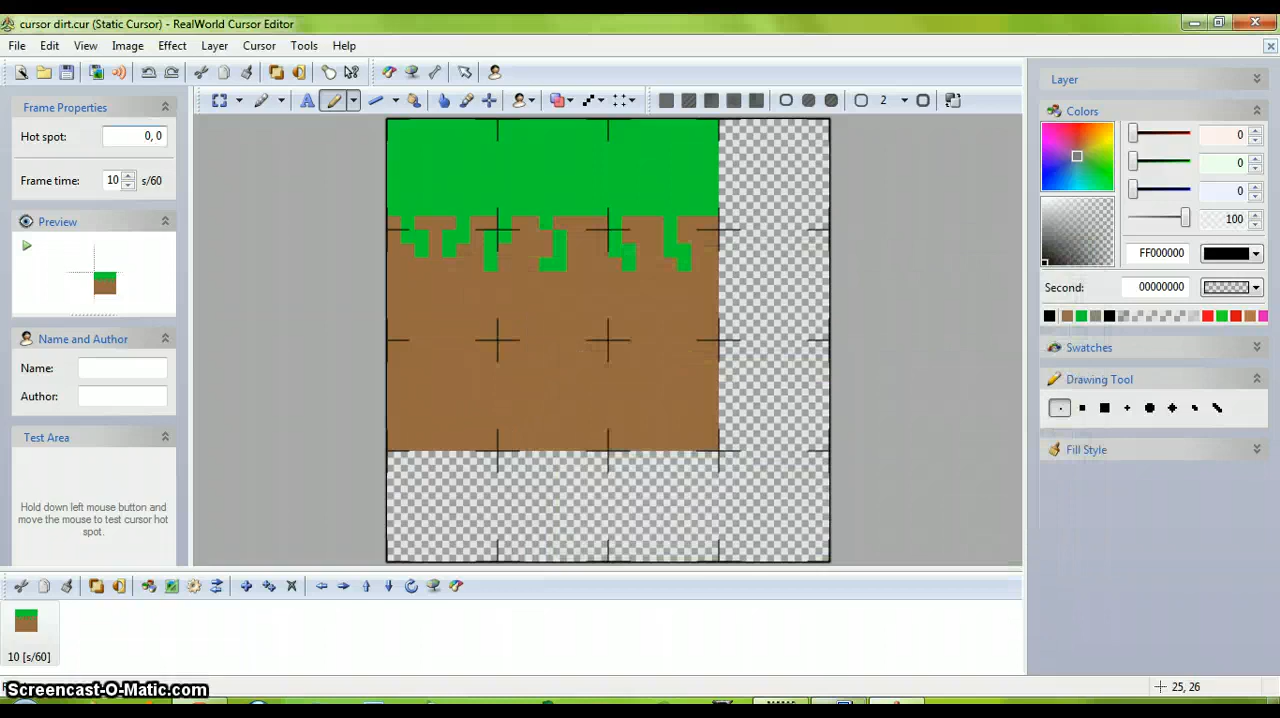 cursor dirt.cur (Static Cursor) - RealWorld Cursor Editor
File Edit View Image Effect Layer Cursor Tools Help
Frame Properties
Hot spot: 0, 0
Frame time: 10 s/60
Preview
Name and Author
Name:
Author:
Test Area
Hold down left mouse button and
move the mouse to test cursor hot
spot.
A 2
Layer
Colors
0
0
0
100
FF000000
Second: 00000000
Swatches
Drawing Tool
Fill Style
10 [s/60]
Screencast-O-Matic.com
25, 26